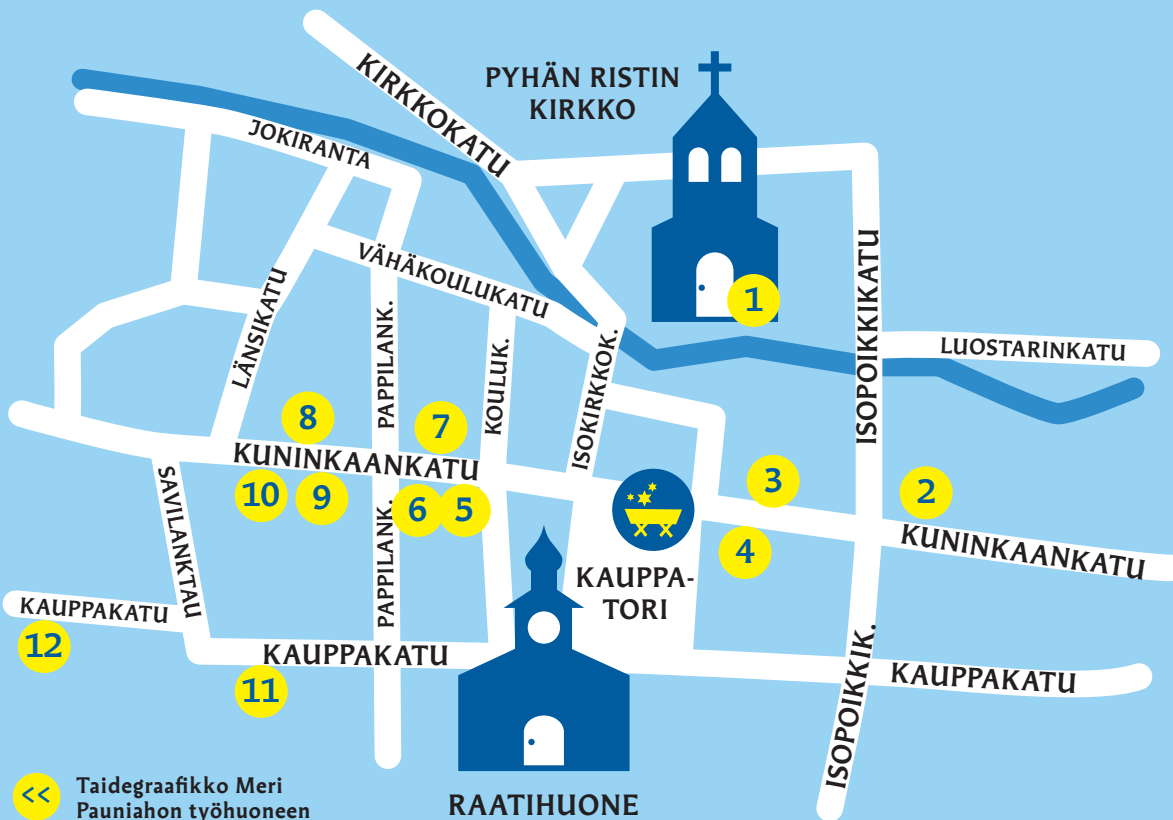 PYHÄN RISTIN
KIRKKO
KIRKKOKATU
JOKIRANTA
VÄHÄKOULUKATU
LÄNSIKATU
PAPPILANK.
KOULUK.
ISOKIRKKOK.
1
ISOPOIKKIKATU
LUOSTARINKATU
8
7
KUNINKAANKATU
10
9
6
5
3
2
4
KUNINKAANKATU
SAVILANKTAU
PAPPILANK.
KAUPPA-
TORI
KAUPPAKATU
12
KAUPPAKATU
11
KAUPPAKATU
ISOPOIKKIK.
RAATIHUONE
<< Taidegraafikko Meri
Pauniahon työhuoneen